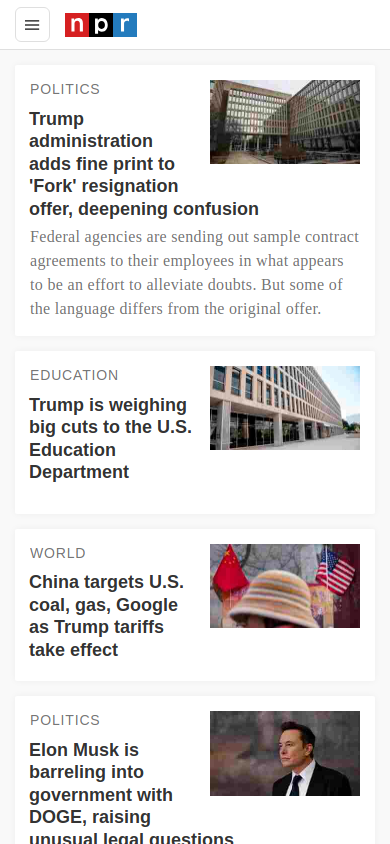 npr
POLITICS
Trump
administration
adds fine print to
'Fork' resignation
offer, deepening confusion
Federal agencies are sending out sample contract
agreements to their employees in what appears
to be an effort to alleviate doubts. But some of
the language differs from the original offer.
EDUCATION
Trump is weighing
big cuts to the U.S.
Education
Department
WORLD
China targets U.S.
coal, gas, Google
as Trump tariffs
take effect
POLITICS
Elon Musk is
barreling into
government with
DOGE, raising
unusual legal questions